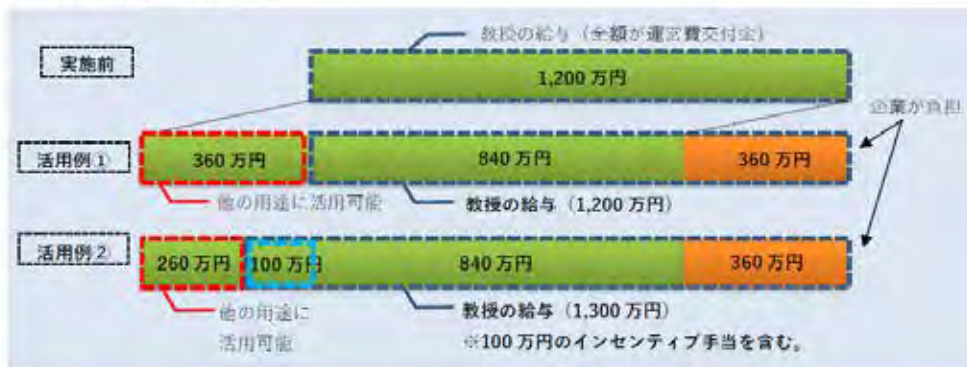 教授の給与（全額が運営費交付金）
実施前
1,200 万円
企業が負担
活用例①
360 万円
840 万円
360 万円
他の用途に活用可能
教授の給与（1,200 万円）
活用例２
260 万円
100 万円
840 万円
360 万円
他の用途に
活用可能
教授の給与（1,300 万円）
※100 万円のインセンティブ手当を含む。